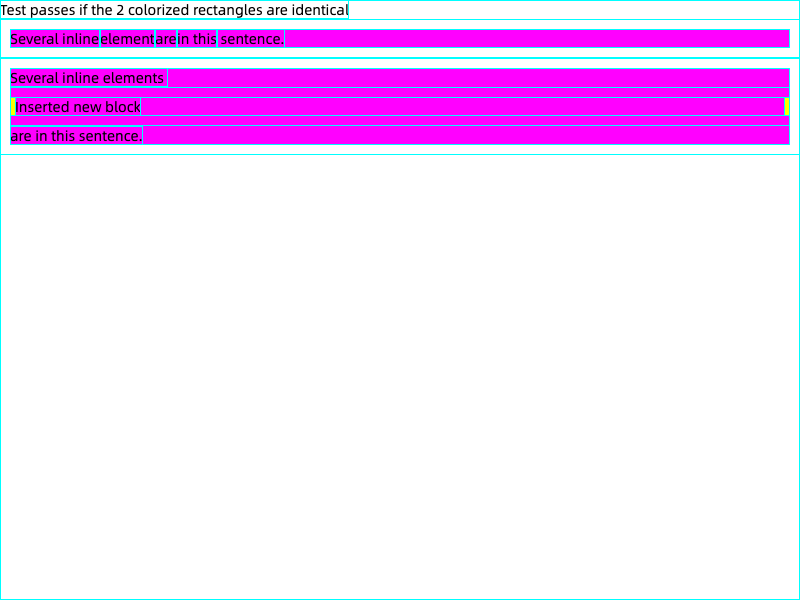 Test passes if the 2 colorized rectangles are identical
Several inline element are in this sentence.
Several inline elements
Inserted new block
are in this sentence.